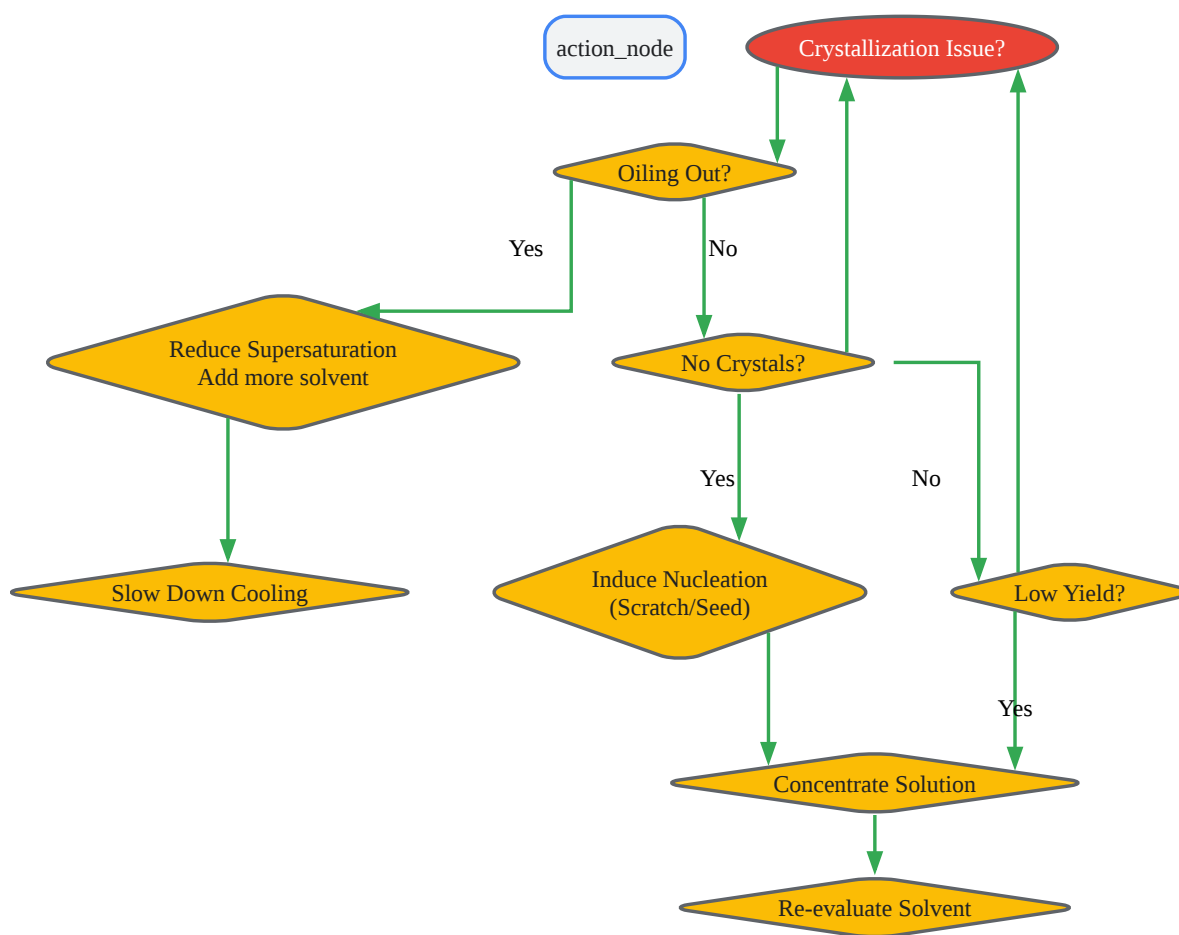 action_node
Crystallization Issue?
Oiling Out?
Yes
No
Reduce Supersaturation
Add more solvent
No Crystals?
Yes
No
Induce Nucleation
(Scratch/Seed)
Slow Down Cooling
Low Yield?
Yes
Concentrate Solution
Re-evaluate Solvent